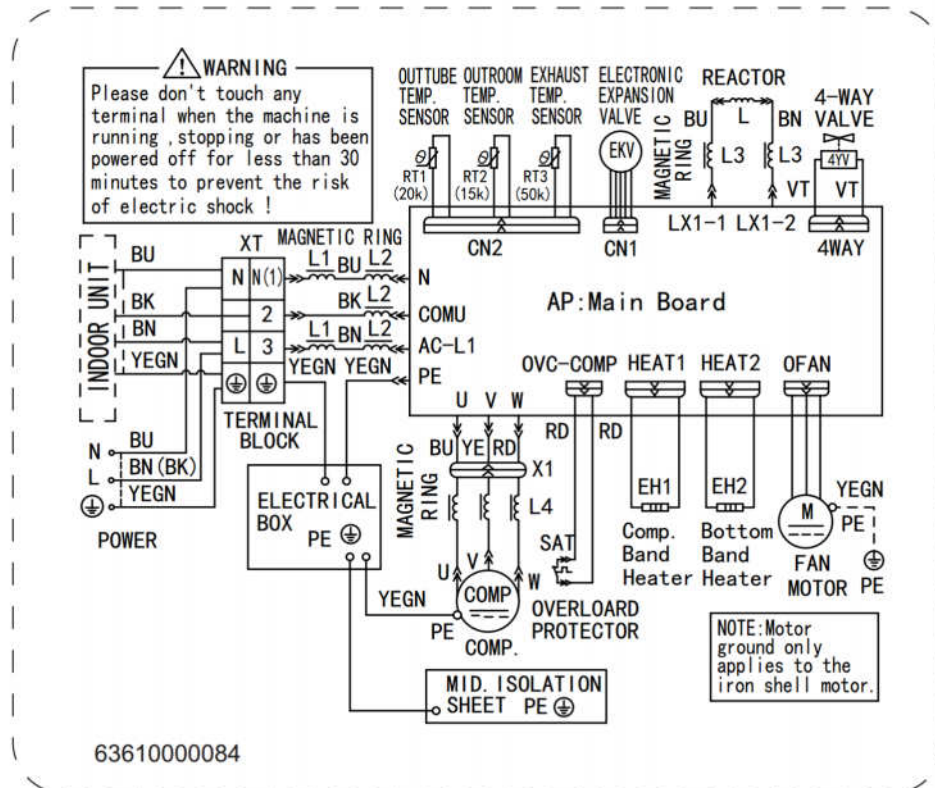 WARNING
Please don't touch any
terminal when the machine is
running ,stopping or has been
powered off for less than 30
minutes to prevent the risk
of electric shock !
OUTTUBE
TEMP.
SENSOR
OUTROOM
TEMP.
SENSOR
EXHAUST
TEMP.
SENSOR
ELECTRONIC
EXPANSION
VALVE
REACTOR
4-WAY
VALVE
RT1
(20k)
RT2
(15k)
RT3
(50k)
EKV
MAGNETIC
RING
BU
L
BN
L3
L3
4YV
VT
VT
CN2
CN1
LX1-1
LX1-2
4WAY
AP:Main Board
INDOOR UNIT
BU
BK
BN
YEGN
XT
N
N(1)
2
L
3
TERMINAL
BLOCK
MAGNETIC RING
L1
BU
L2
N
BK
L2
COMU
L1
BN
L2
AC-L1
YEGN
YEGN
PE
N
BU
L
BN(BK)
YEGN
POWER
ELECTRICAL
BOX
PE
U
V
W
BU
YE
RD
X1
MAGNETIC
RING
L4
U
V
W
COMP
PE
COMP.
YEGN
OVC-COMP
RD
RD
SAT
OVERLOARD
PROTECTOR
HEAT1
EH1
Comp.
Band
Heater
HEAT2
EH2
Bottom
Band
Heater
OFAN
M
YEGN
PE
FAN
MOTOR
PE
MID. ISOLATION
SHEET PE
NOTE:Motor
ground only
applies to the
iron shell motor.
63610000084